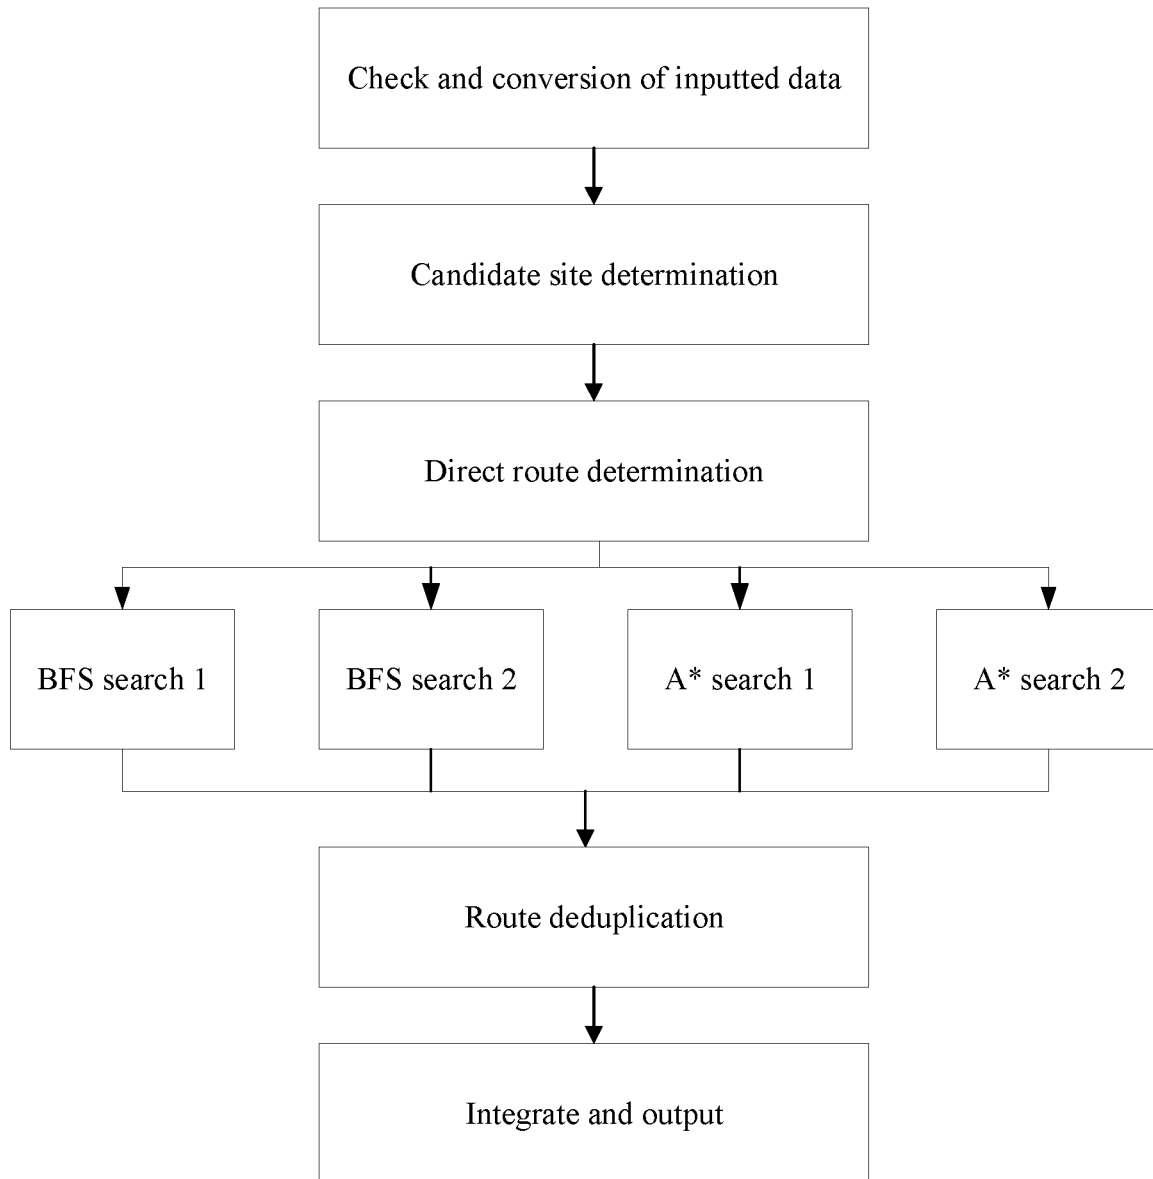 Check and conversion of inputted data
Candidate site determination
Direct route determination
BFS search 1
BFS search 2
A* search 1
A* search 2
Route deduplication
Integrate and output